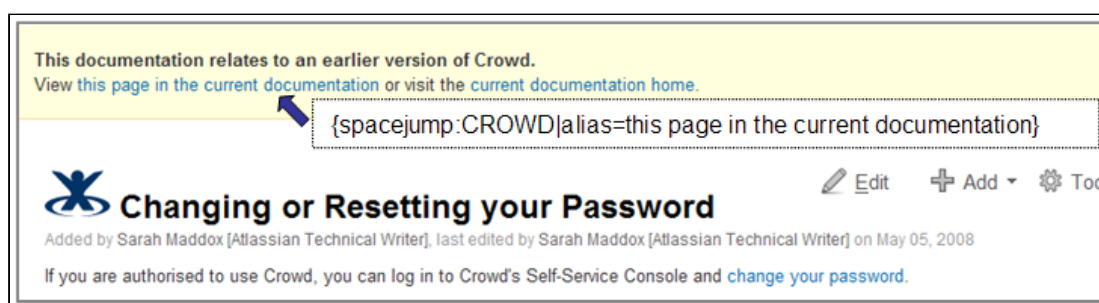 This documentation relates to an earlier version of Crowd.
View this page in the current documentation or visit the current documentation home.
{spacejump:CROWD|alias=this page in the current documentation}
Edit Add Too
Changing or Resetting your Password
Added by Sarah Maddox [Atlassian Technical Writer], last edited by Sarah Maddox [Atlassian Technical Writer] on May 05, 2008
If you are authorised to use Crowd, you can log in to Crowd's Self-Service Console and change your password.